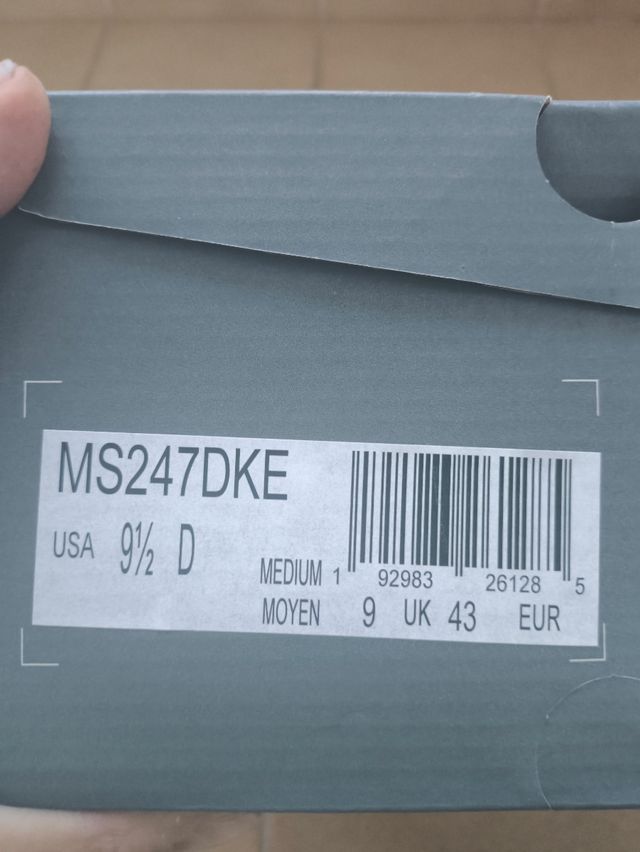 MS247DKE
USA 9½ D
MEDIUM 1 92983 26128 5
MOYEN 9 UK 43 EUR